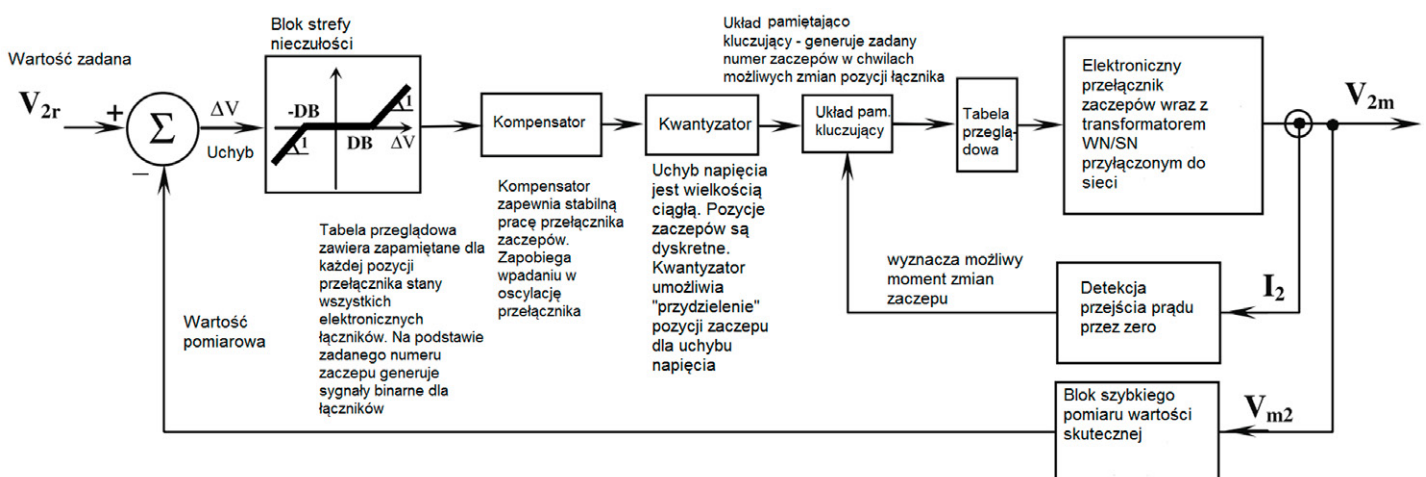 Wartość zadana
V2r
+
−
Σ
ΔV
Uchyb
Blok strefy
nieczułości
-DB
1
1
DB
ΔV
Kompensator
Kompensator
zapewnia stabilną
pracę przełącznika
zaczepów.
Zapobiega
wpadaniu w
oscylację
przełącznika
Kwantyzator
Uchyb napięcia
jest wielkością
ciągłą. Pozycje
zaczepów są
dyskretne.
Kwantyzator
umożliwia
"przydzielenie"
pozycji zaczepu
dla uchybu
napięcia
Układ pamiętająco
kluczujący - generuje zadany
numer zaczepów w chwilach
możliwych zmian pozycji łącznika
Układ pam.
kluczujący
Tabela
przeglą-
dowa
Elektroniczny
przełącznik
zaczepów wraz z
transformatorem
WN/SN
przyłączonym do
sieci
V2m
Tabela przeglądowa
zawiera zapamiętane dla
każdej pozycji
przełącznika stany
wszystkich
elektronicznych
łączników. Na podstawie
zadanego numeru
zaczepu generuje
sygnały binarne dla
łączników
wyznacza możliwy
moment zmian
zaczepu
Detekcja
przejścia prądu
przez zero
I2
Wartość
pomiarowa
Blok szybkiego
pomiaru wartości
skutecznej
Vm2